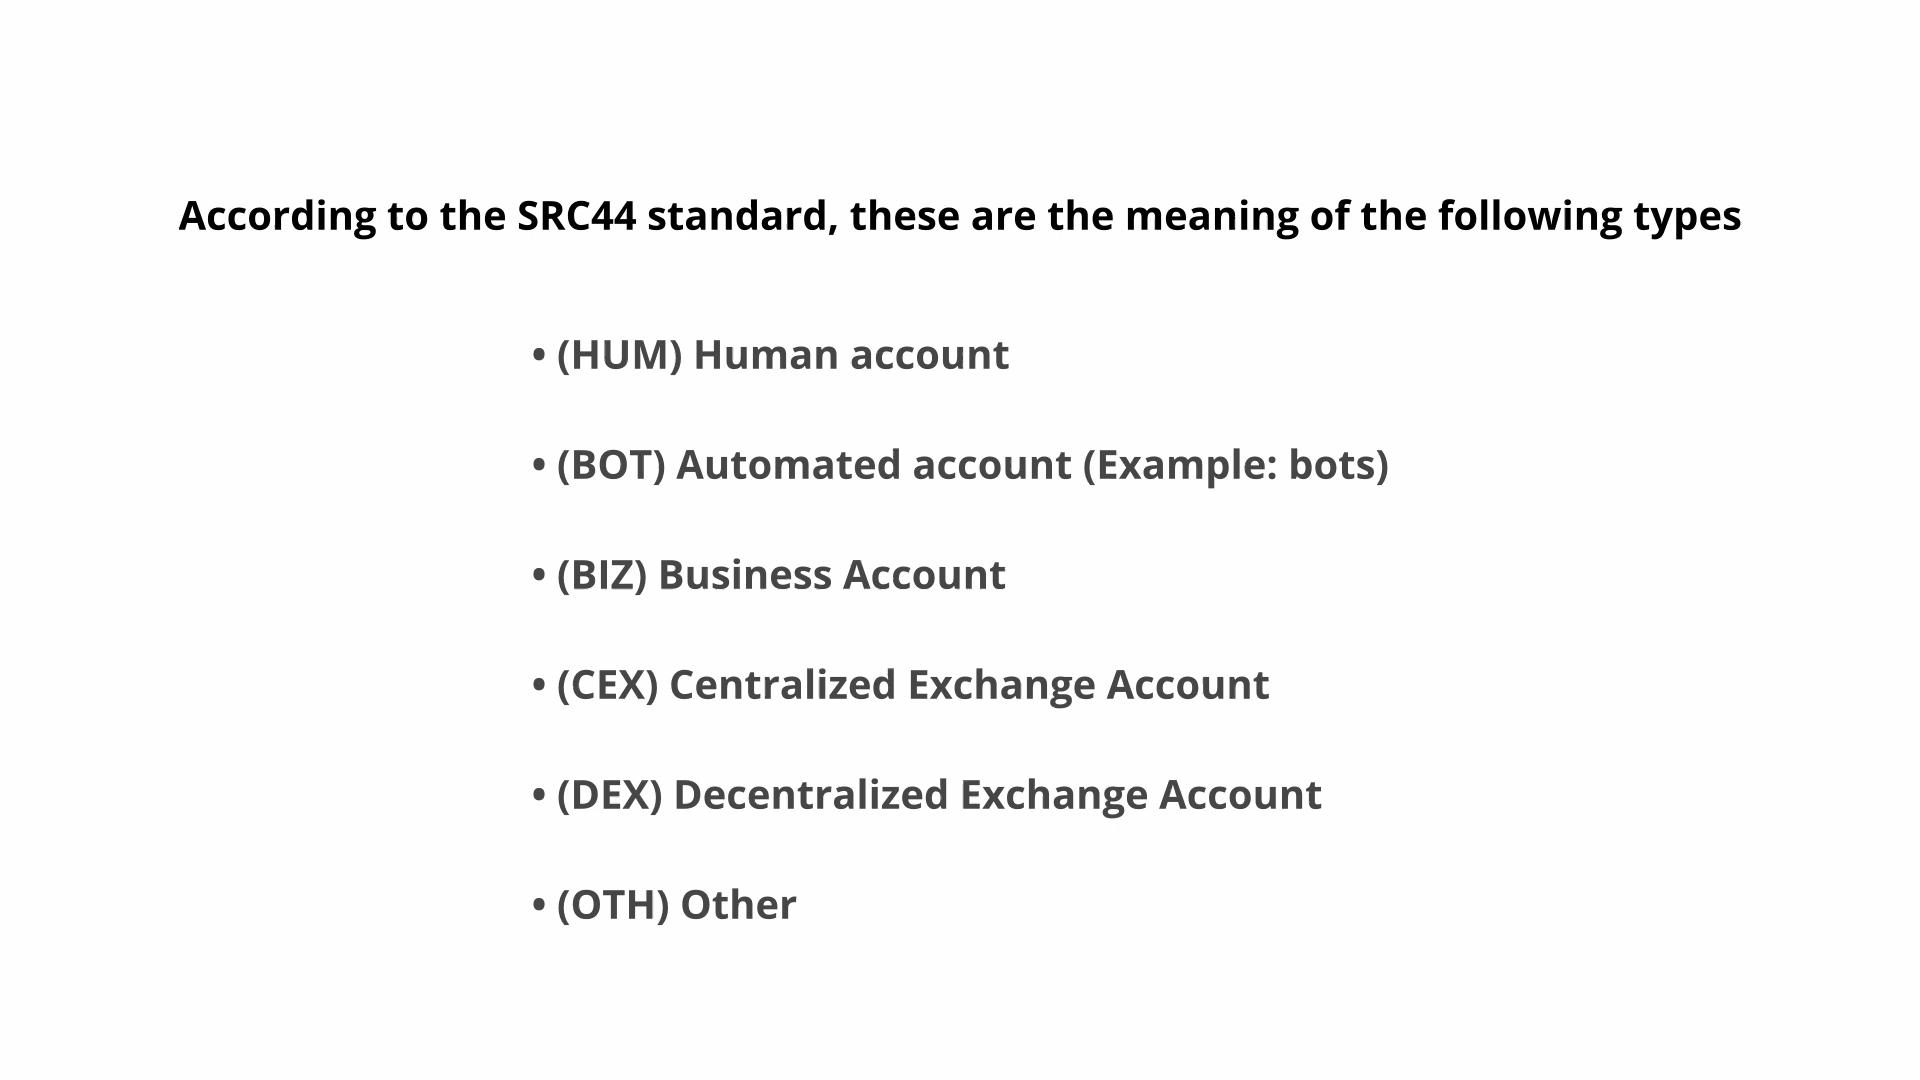 According to the SRC44 standard, these are the meaning of the following types
• (HUM) Human account
• (BOT) Automated account (Example: bots)
• (BIZ) Business Account
• (CEX) Centralized Exchange Account
• (DEX) Decentralized Exchange Account
• (OTH) Other